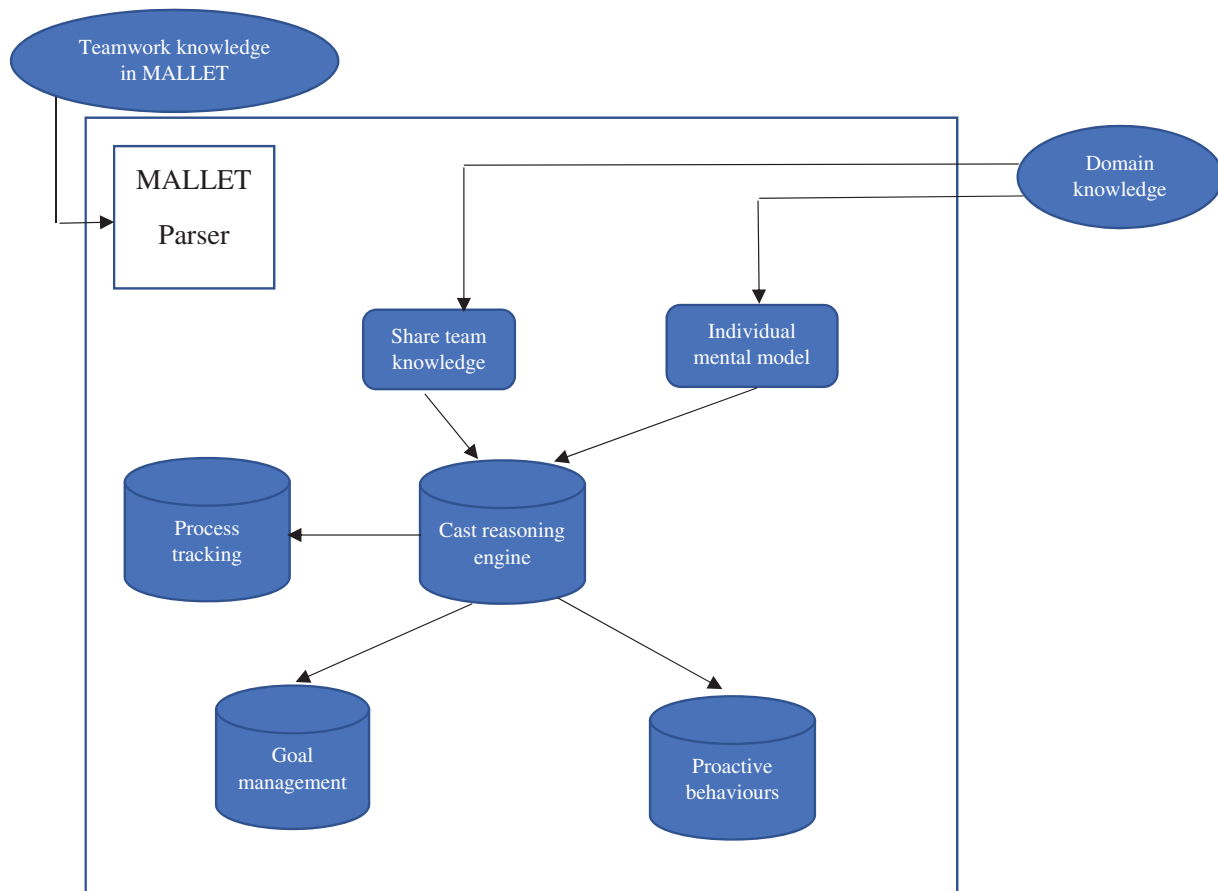 Teamwork knowledge
in MALLET
MALLET
Parser
Domain
knowledge
Share team
knowledge
Individual
mental model
Process
tracking
Cast reasoning
engine
Goal
management
Proactive
behaviours